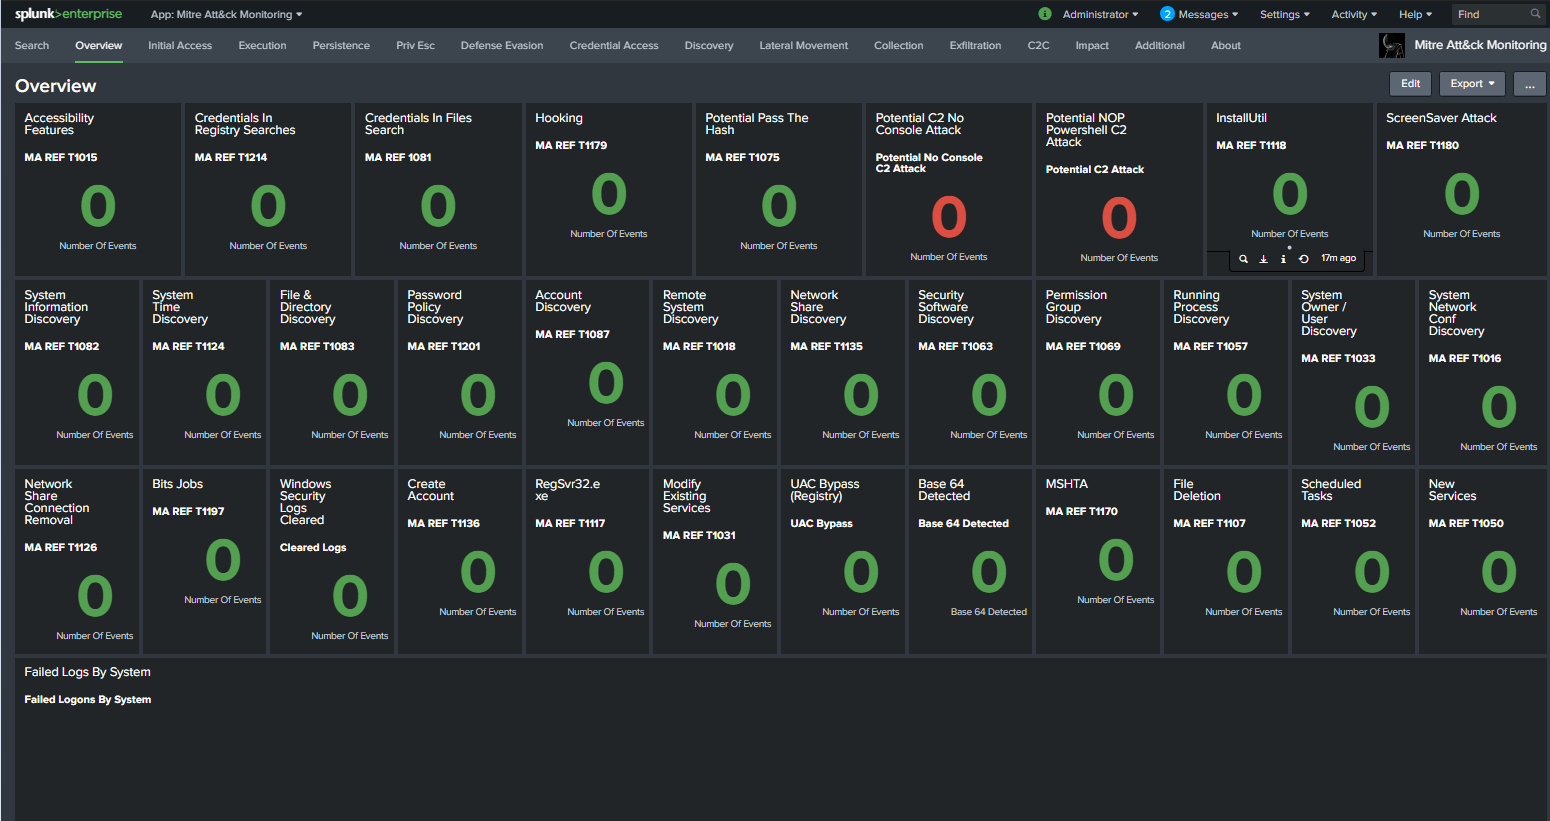 splunk>enterprise App: Mitre Att&ck Monitoring Administrator 2 Messages Settings Activity Help Find
Search Overview Initial Access Execution Persistence Priv Esc Defense Evasion Credential Access Discovery Lateral Movement Collection Exfiltration C2C Impact Additional About Mitre Att&ck Monitoring
Overview
Edit Export ...
Accessibility
Features
MA REF T1015
0
Number Of Events
Credentials In
Registry Searches
MA REF T1214
0
Number Of Events
Credentials In Files
Search
MA REF 1081
0
Number Of Events
Hooking
MA REF T1179
0
Number Of Events
Potential Pass The
Hash
MA REF T1075
0
Number Of Events
Potential C2 No
Console Attack
Potential No Console
C2 Attack
0
Number Of Events
Potential NOP
Powershell C2
Attack
Potential C2 Attack
0
Number Of Events
InstallUtil
MA REF T1118
0
Number Of Events
17m ago
ScreenSaver Attack
MA REF T1180
0
Number Of Events
System
Information
Discovery
MA REF T1082
0
Number Of Events
System
Time
Discovery
MA REF T1124
0
Number Of Events
File &
Directory
Discovery
MA REF T1083
0
Number Of Events
Password
Policy
Discovery
MA REF T1201
0
Number Of Events
Account
Discovery
MA REF T1087
0
Number Of Events
Remote
System
Discovery
MA REF T1018
0
Number Of Events
Network
Share
Discovery
MA REF T1135
0
Number Of Events
Security
Software
Discovery
MA REF T1063
0
Number Of Events
Permission
Group
Discovery
MA REF T1069
0
Number Of Events
Running
Process
Discovery
MA REF T1057
0
Number Of Events
System
Owner /
User
Discovery
MA REF T1033
0
Number Of Events
System
Network
Conf
Discovery
MA REF T1016
0
Number Of Events
Network
Share
Connection
Removal
MA REF T1126
0
Number Of Events
Bits Jobs
MA REF T1197
0
Number Of Events
Windows
Security
Logs
Cleared
Cleared Logs
0
Number Of Events
Create
Account
MA REF T1136
0
Number Of Events
RegSvr32.e
xe
MA REF T1117
0
Number Of Events
Modify
Existing
Services
MA REF T1031
0
Number Of Events
UAC Bypass
(Registry)
UAC Bypass
0
Number Of Events
Base 64
Detected
Base 64 Detected
0
Base 64 Detected
MSHTA
MA REF T1170
0
Number Of Events
File
Deletion
MA REF T1107
0
Number Of Events
Scheduled
Tasks
MA REF T1052
0
Number Of Events
New
Services
MA REF T1050
0
Number Of Events
Failed Logs By System
Failed Logons By System